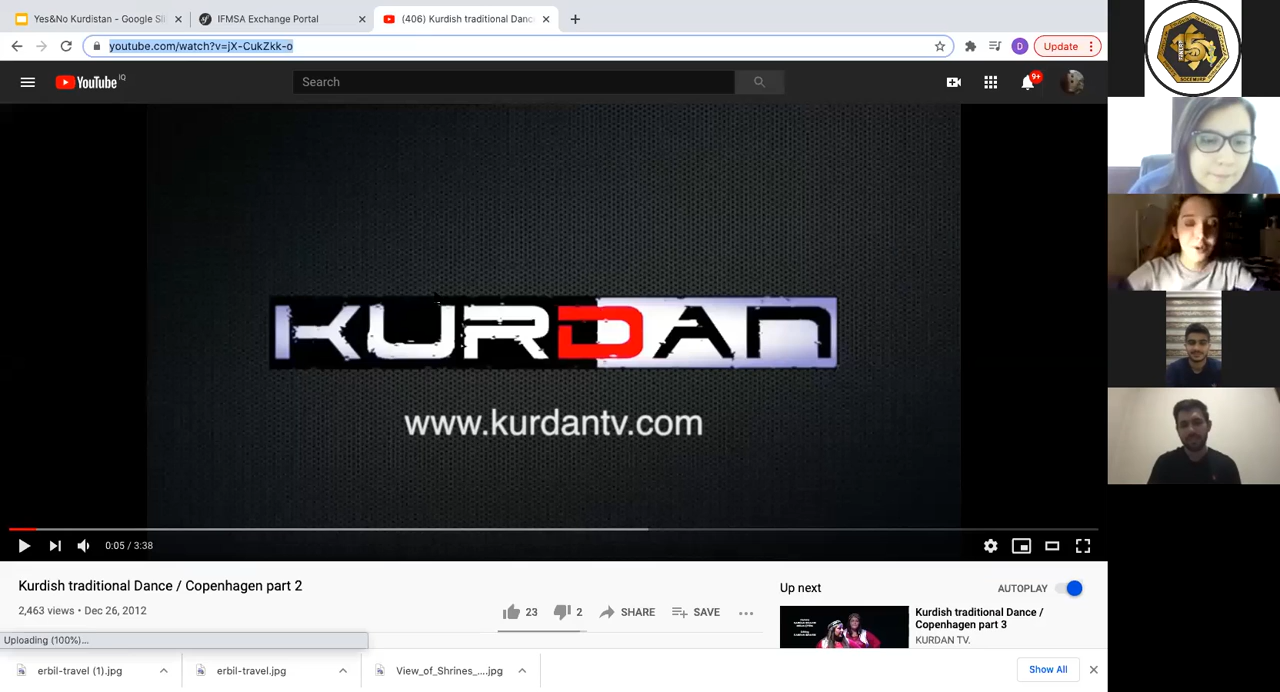 Yes&No Kurdistan - Google Sli
IFMSA Exchange Portal
(406) Kurdish traditional Danc
youtube.com/watch?v=jX-CukZkk-o
D
Update
YouTube IQ
Search
9+
KURDAN
www.kurdantv.com
0:05 / 3:38
Kurdish traditional Dance / Copenhagen part 2
2,463 views • Dec 26, 2012
23
2
SHARE
SAVE
Up next
AUTOPLAY
Kurdish traditional Dance /
Copenhagen part 3
KURDAN TV.
Uploading (100%)...
erbil-travel (1).jpg
erbil-travel.jpg
View_of_Shrines_....jpg
Show All